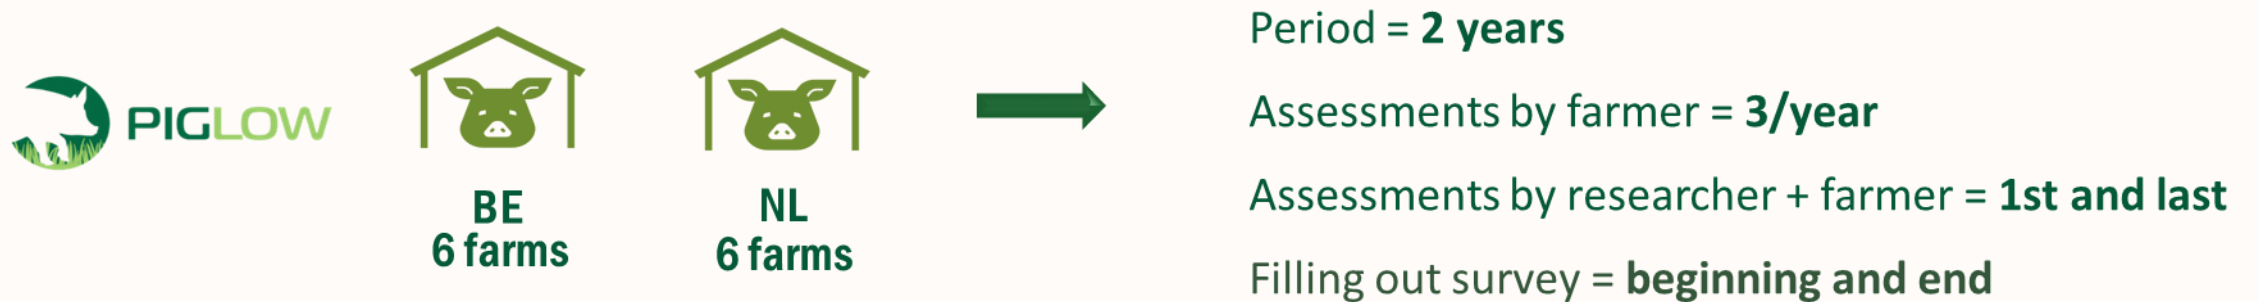 PIGLOW
BE
6 farms
NL
6 farms
Period = 2 years
Assessments by farmer = 3/year
Assessments by researcher + farmer = 1st and last
Filling out survey = beginning and end